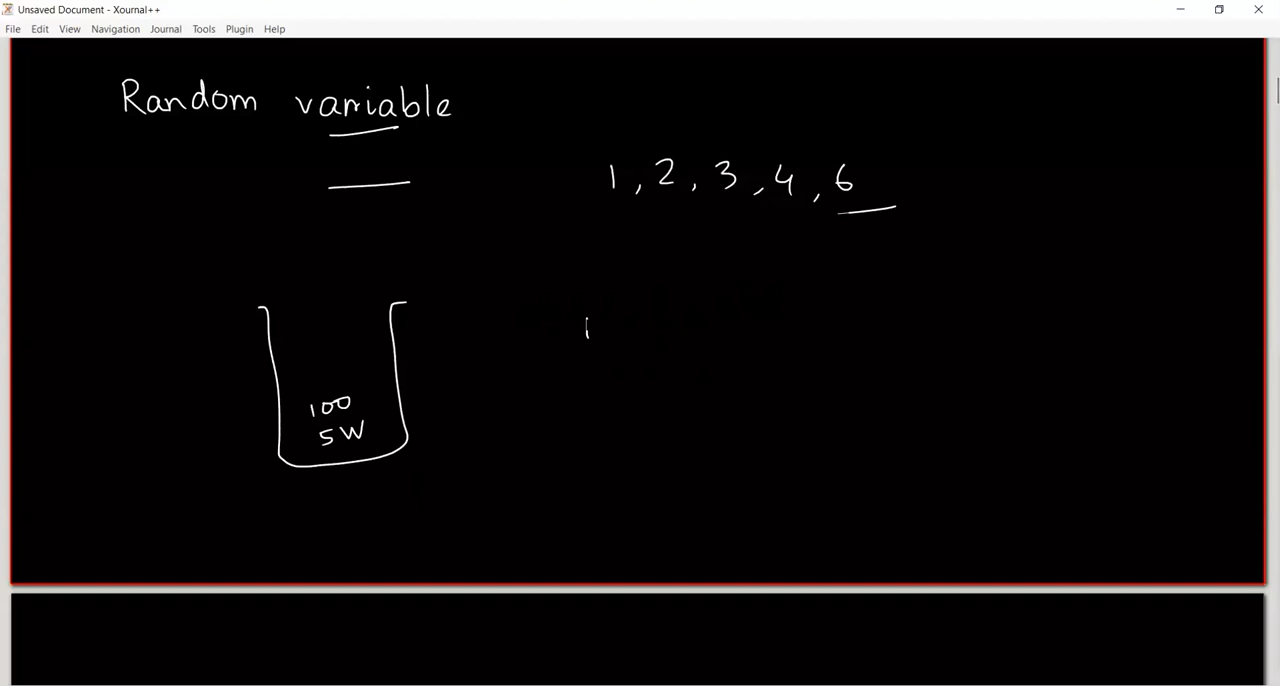 Unsaved Document - Xournal++
File Edit View Navigation Journal Tools Plugin Help
Random variable
1, 2, 3, 4, 6
100
5W